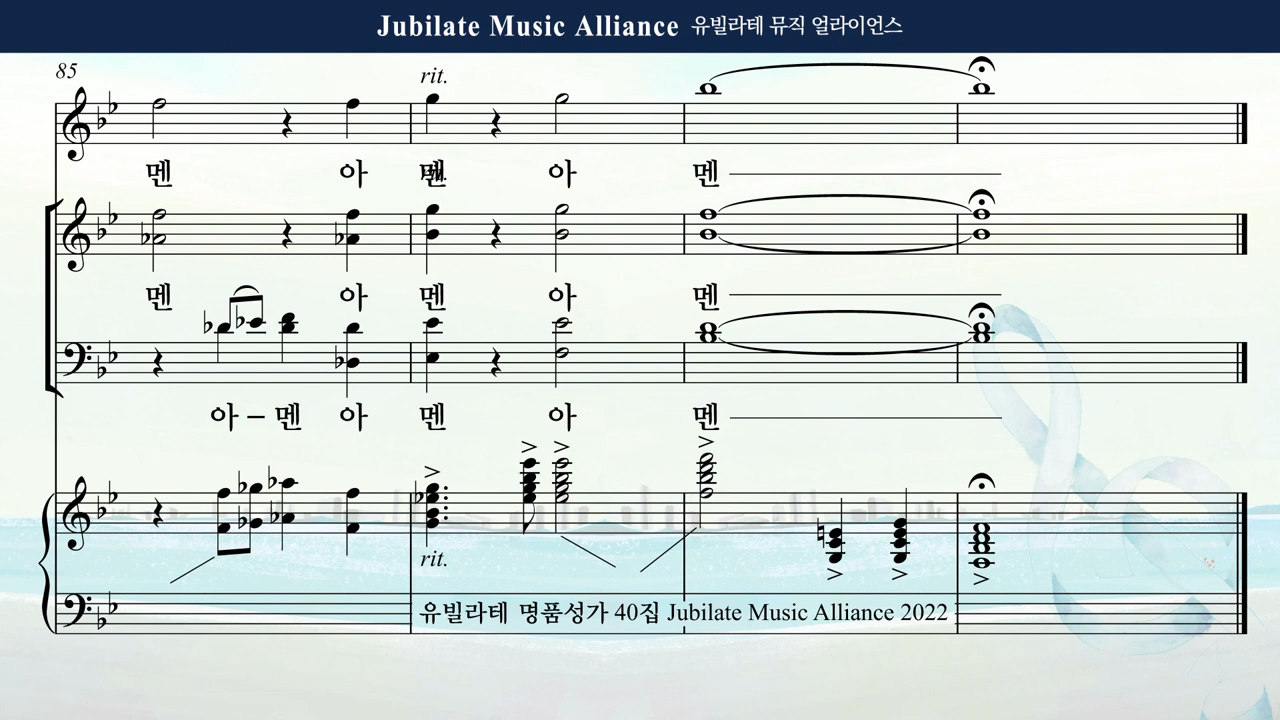 Jubilate Music Alliance 유빌라테 뮤직 얼라이언스
85
rit.
멘 아 멘 아 멘
멘 아 멘 아 멘
아 – 멘 아 멘 아 멘
rit.
유빌라테 명품성가 40집 Jubilate Music Alliance 2022